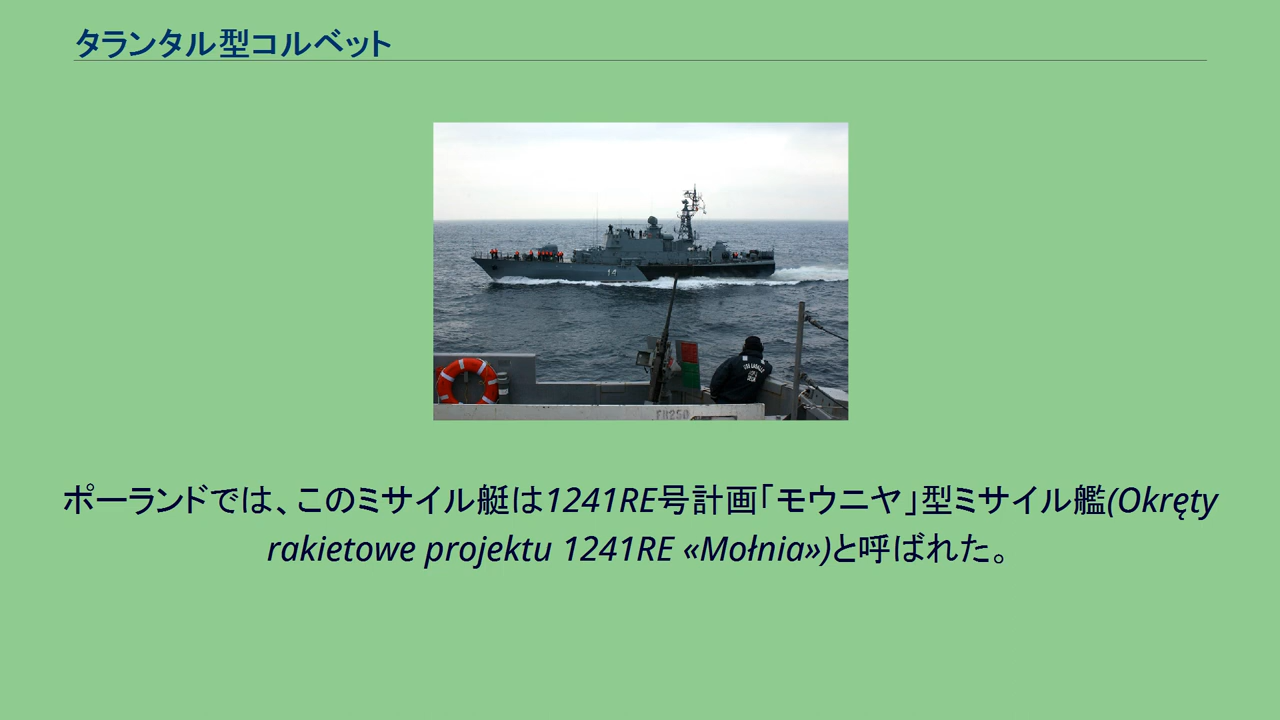 タランタル型コルベット
14
FR250
ポーランドでは、このミサイル艇は1241RE号計画「モウニヤ」型ミサイル艦(Okręty
rakietowe projektu 1241RE «Mołnia»)と呼ばれた。